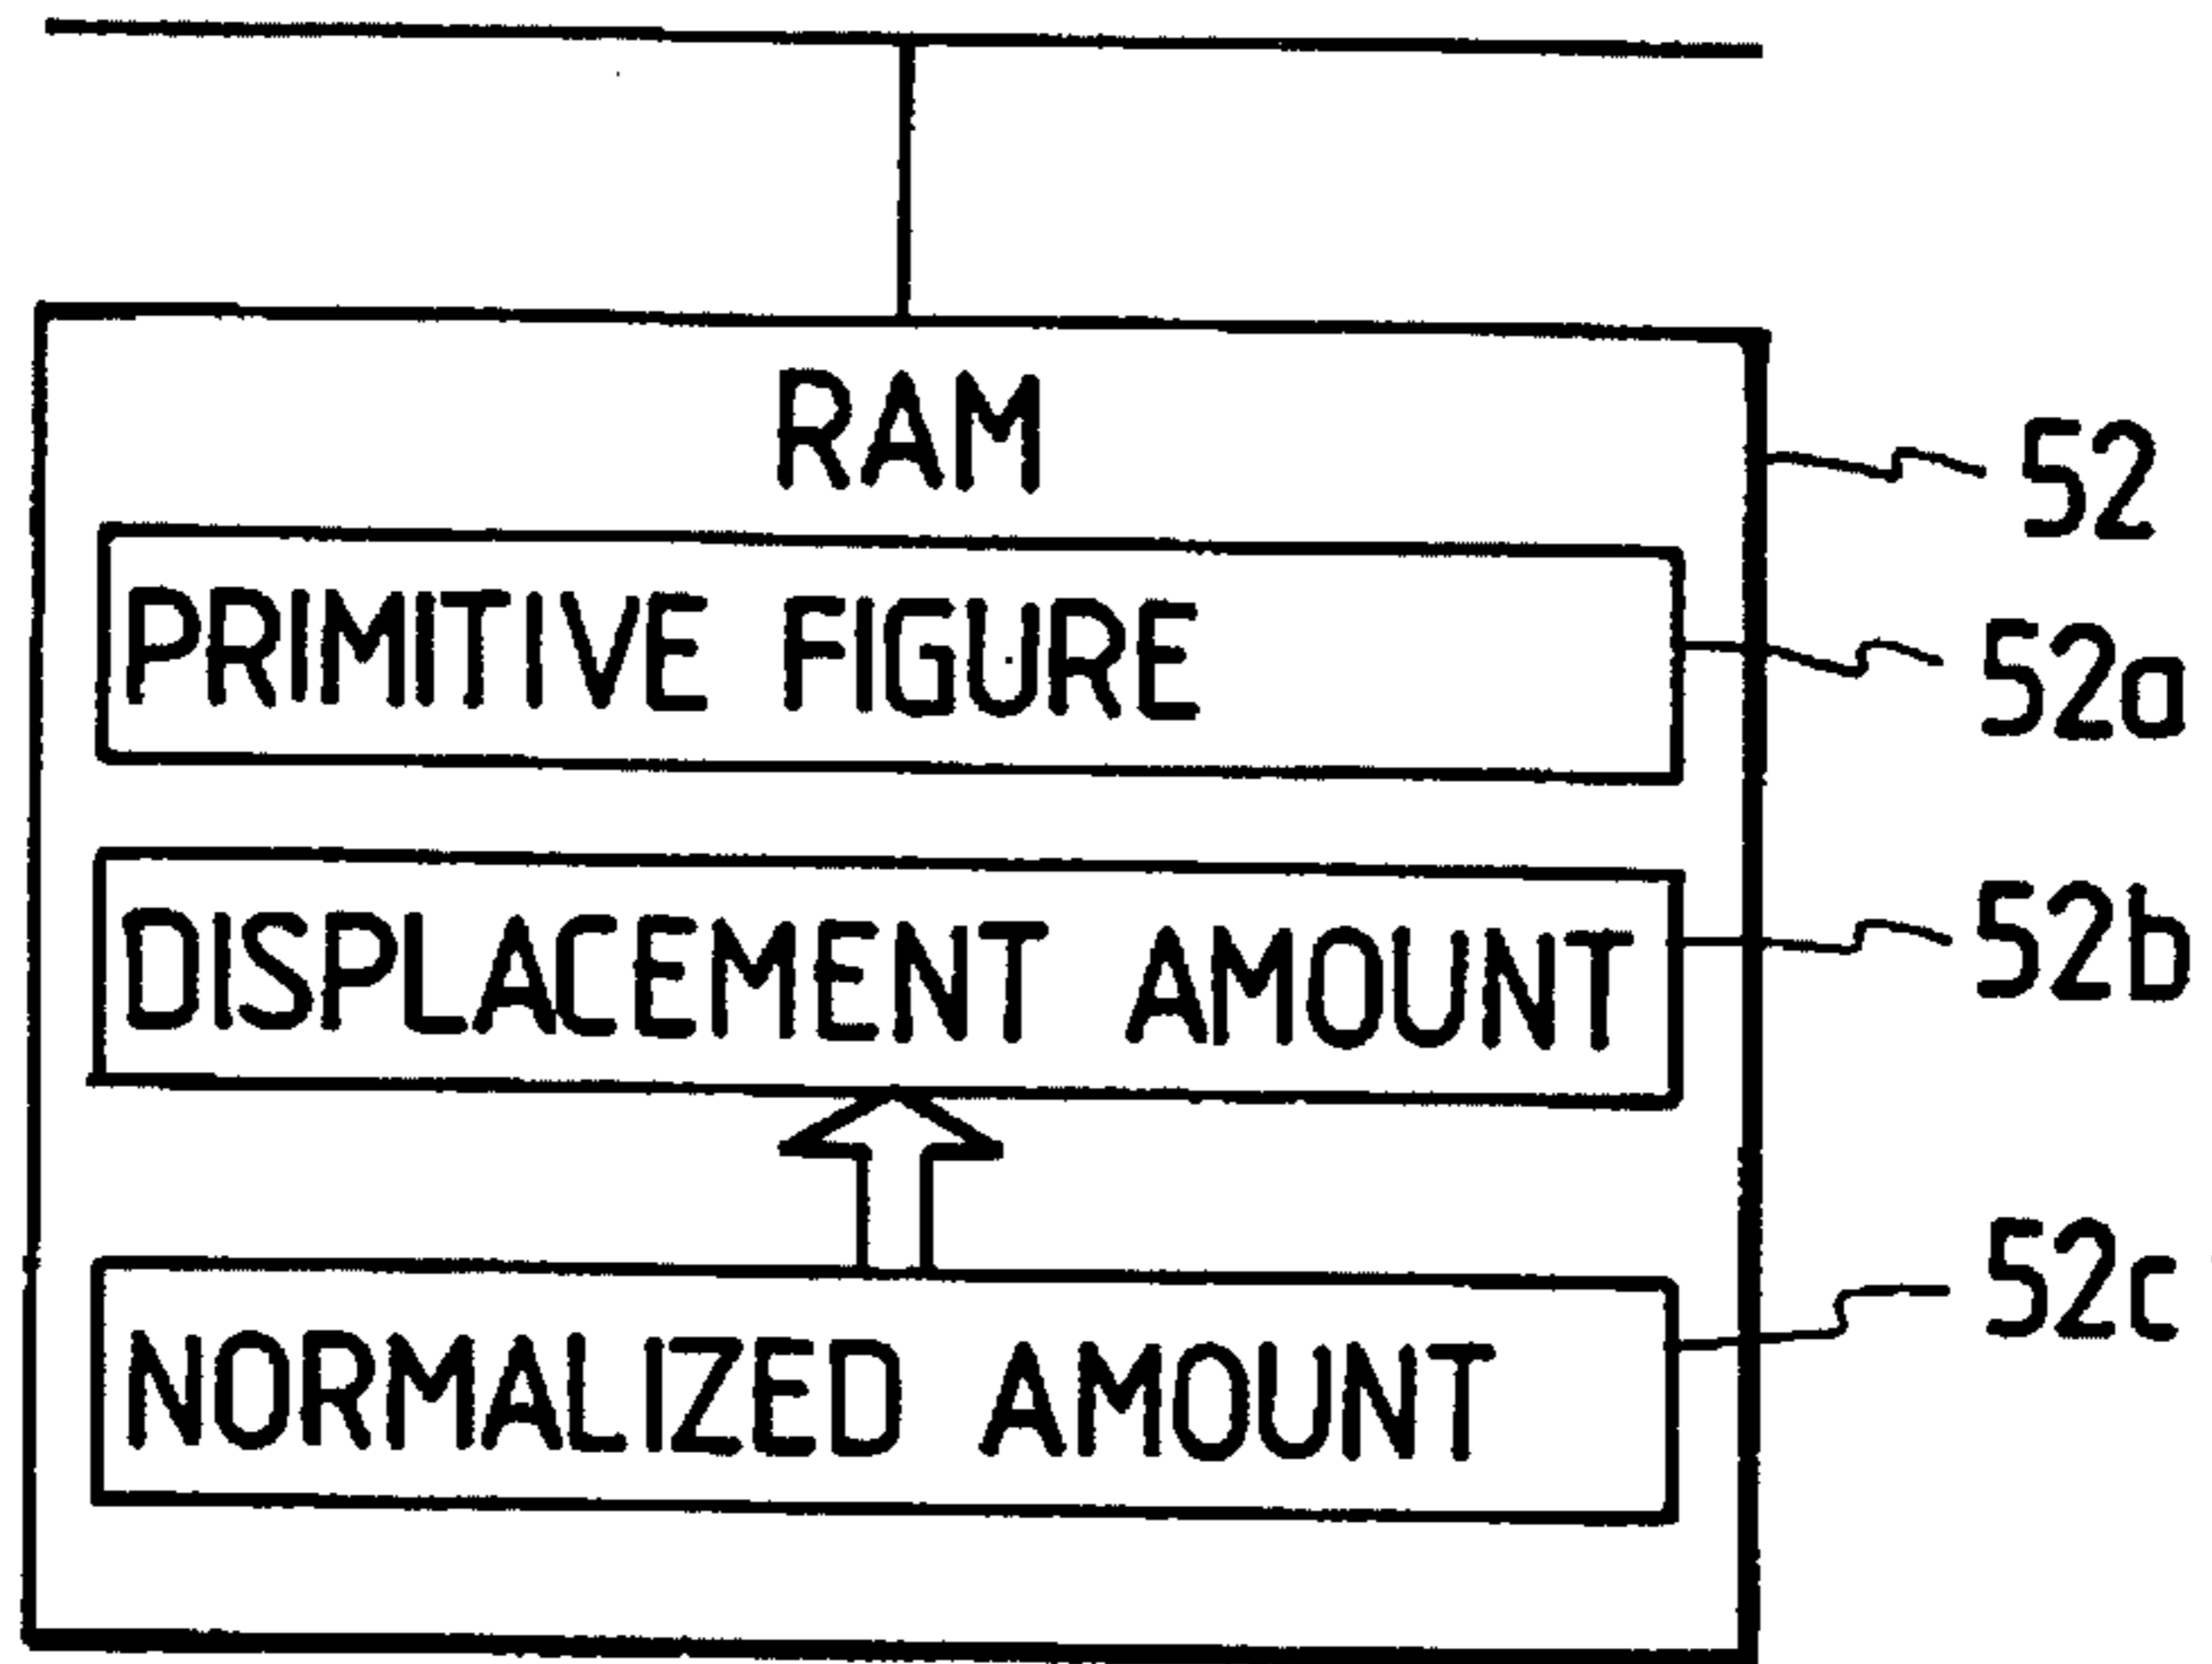 RAM
52
PRIMITIVE FIGURE
52a
DISPLACEMENT AMOUNT
52b
NORMALIZED AMOUNT
52c